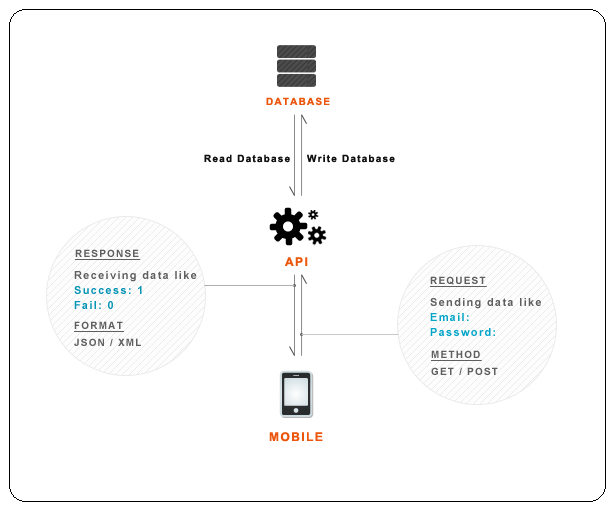 DATABASE
Read Database
Write Database
API
RESPONSE
Receiving data like
Success: 1
Fail: 0
FORMAT
JSON / XML
REQUEST
Sending data like
Email:
Password:
METHOD
GET / POST
MOBILE